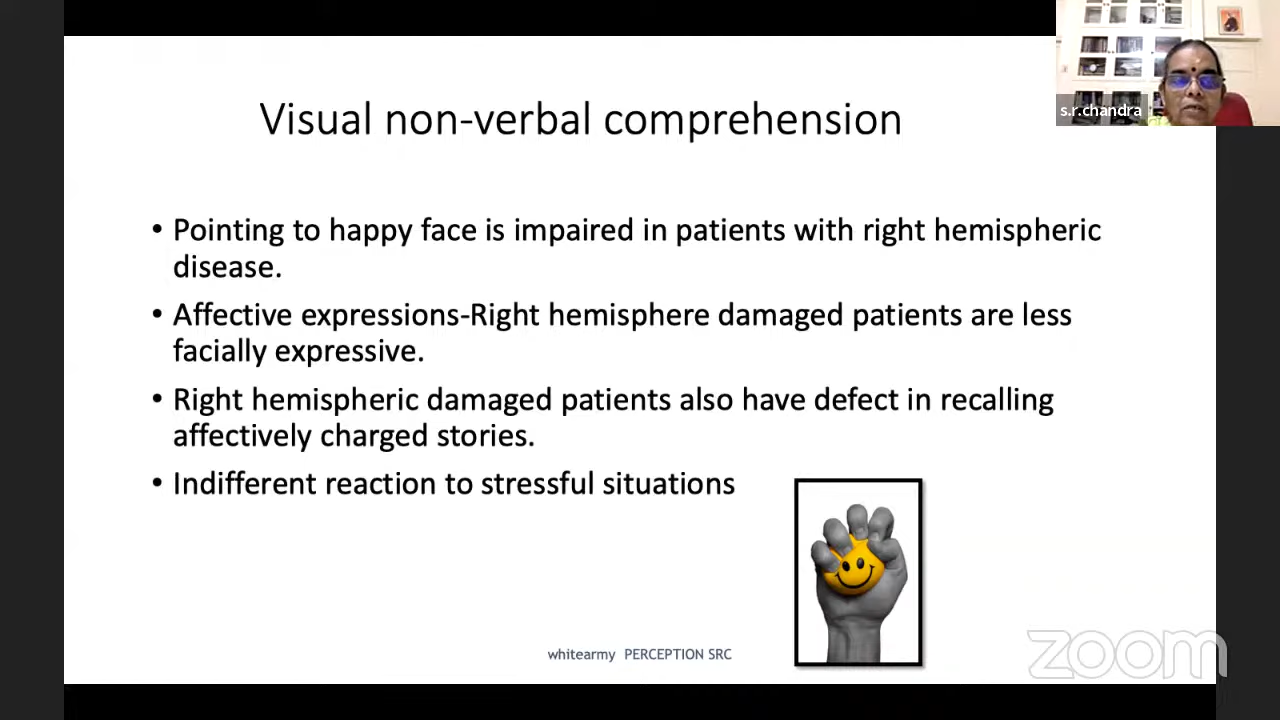 s.r.chandra
Visual non-verbal comprehension
• Pointing to happy face is impaired in patients with right hemispheric
disease.
• Affective expressions-Right hemisphere damaged patients are less
facially expressive.
• Right hemispheric damaged patients also have defect in recalling
affectively charged stories.
• Indifferent reaction to stressful situations
whitearmy PERCEPTION SRC
zoom